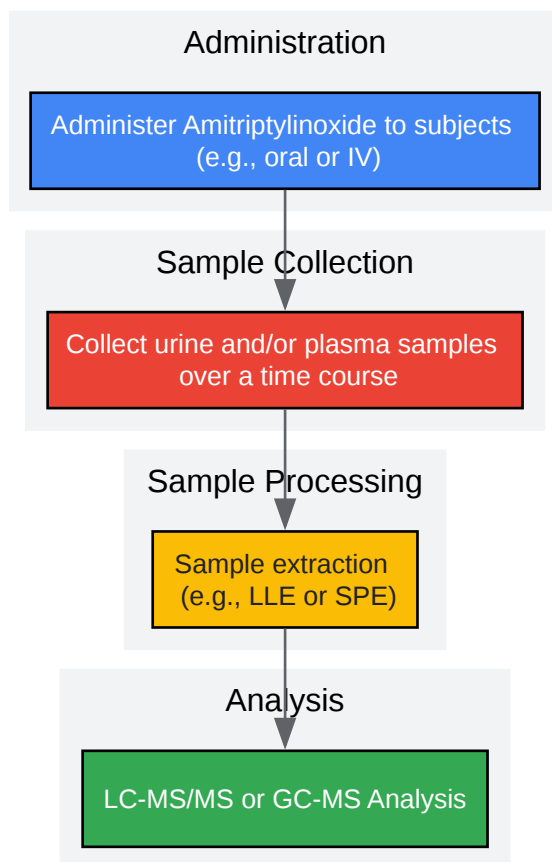 Administration
Administer Amitriptylinoxide to subjects
(e.g., oral or IV)
Sample Collection
Collect urine and/or plasma samples
over a time course
Sample Processing
Sample extraction
(e.g., LLE or SPE)
Analysis
LC-MS/MS or GC-MS Analysis